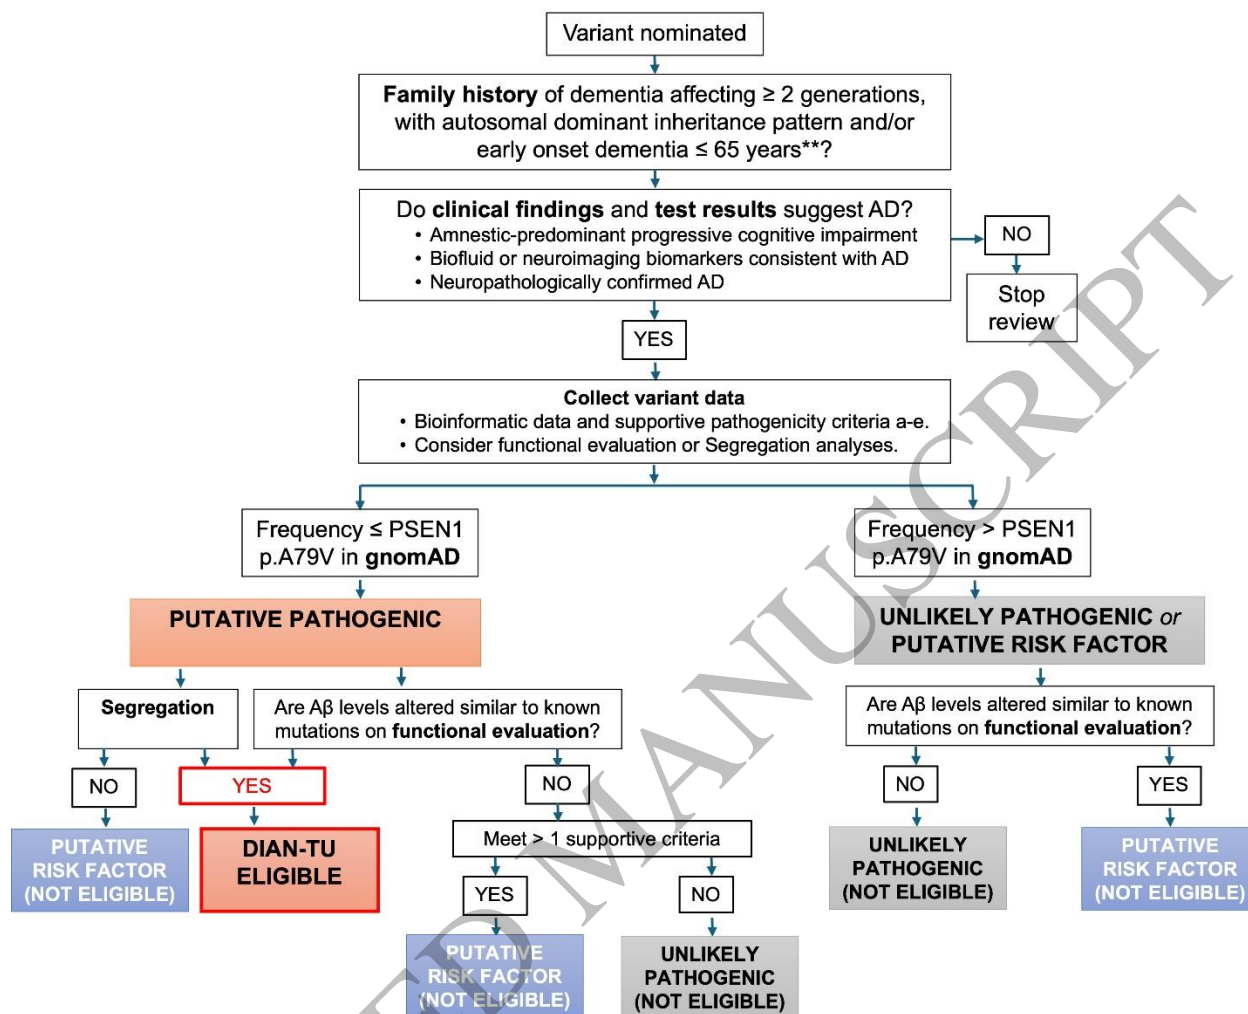 Variant nominated
Family history of dementia affecting ≥ 2 generations,
with autosomal dominant inheritance pattern and/or
early onset dementia ≤ 65 years**?
Do clinical findings and test results suggest AD?
• Amnestic-predominant progressive cognitive impairment
• Biofluid or neuroimaging biomarkers consistent with AD
• Neuropathologically confirmed AD
NO
Stop
review
YES
Collect variant data
• Bioinformatic data and supportive pathogenicity criteria a-e.
• Consider functional evaluation or Segregation analyses.
Frequency ≤ PSEN1
p.A79V in gnomAD
Frequency > PSEN1
p.A79V in gnomAD
PUTATIVE PATHOGENIC
UNLIKELY PATHOGENIC or
PUTATIVE RISK FACTOR
Segregation
Are Aβ levels altered similar to known
mutations on functional evaluation?
Are Aβ levels altered similar to known
mutations on functional evaluation?
NO
YES
NO
NO
YES
PUTATIVE
RISK FACTOR
(NOT ELIGIBLE)
DIAN-TU
ELIGIBLE
Meet > 1 supportive criteria
UNLIKELY
PATHOGENIC
(NOT ELIGIBLE)
PUTATIVE
RISK FACTOR
(NOT ELIGIBLE)
YES
NO
PUTATIVE
RISK FACTOR
(NOT ELIGIBLE)
UNLIKELY
PATHOGENIC
(NOT ELIGIBLE)
ED MANUSCRIPT